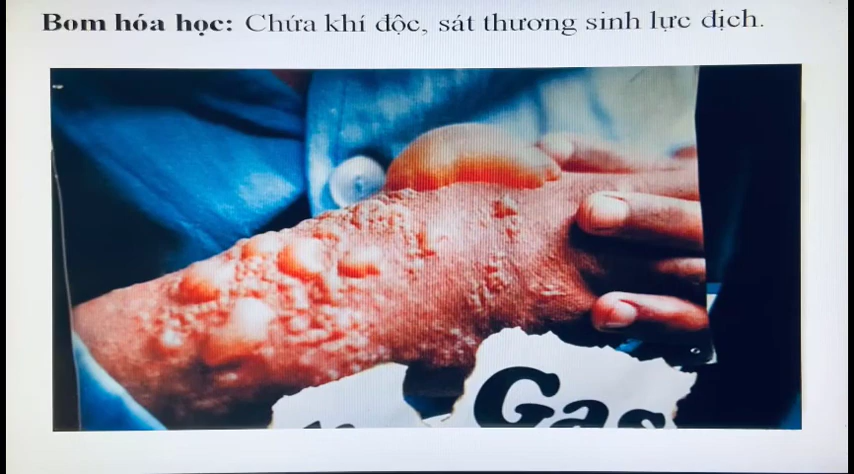 Bom hóa học: Chứa khí độc, sát thương sinh lực địch.
Gas